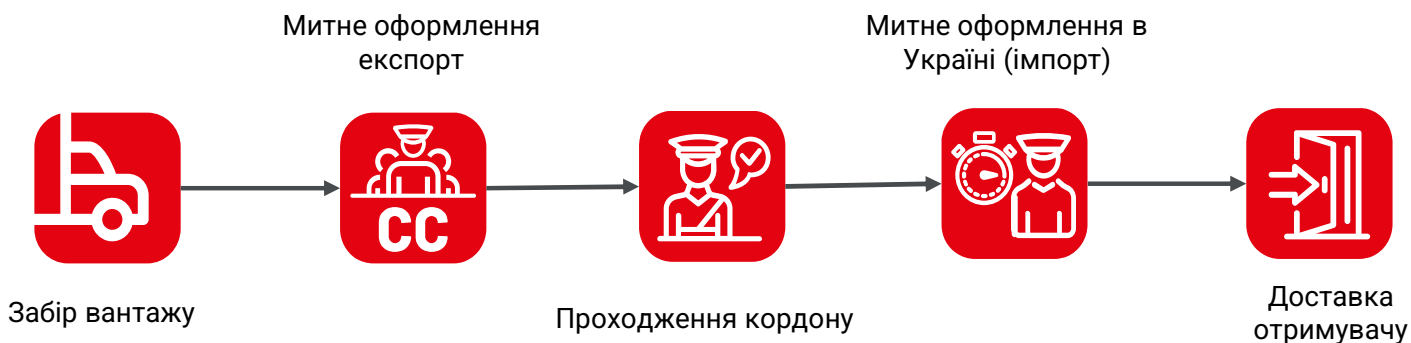 Митне оформлення
експорт
Митне оформлення в
Україні (імпорт)
CC
Забір вантажу
Проходження кордону
Доставка
отримувачу